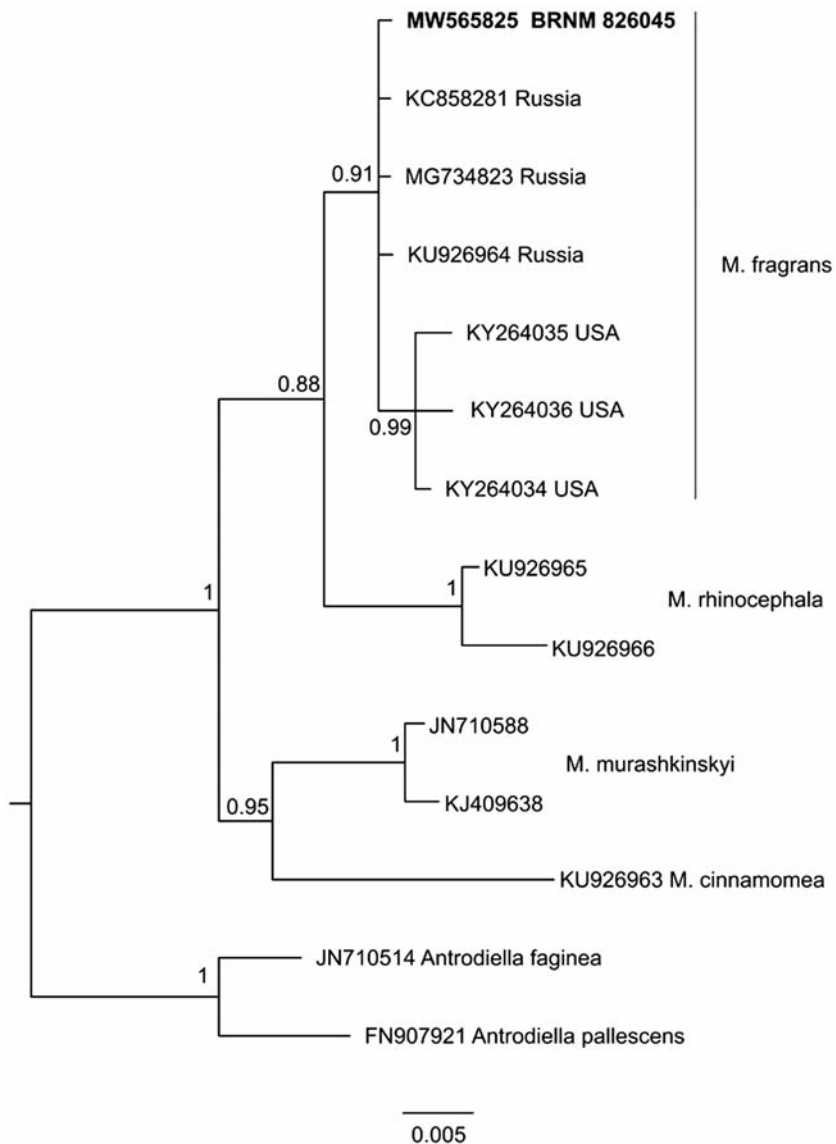 MW565825 BRNM 826045
KC858281 Russia
0.91
MG734823 Russia
KU926964 Russia
M. fragrans
KY264035 USA
0.88
KY264036 USA
0.99
KY264034 USA
KU926965
1
1
M. rhinocephala
KU926966
JN710588
1
M. murashkinskyi
KJ409638
0.95
KU926963 M. cinnamomea
JN710514 Antrodiella faginea
1
FN907921 Antrodiella pallescens
0.005